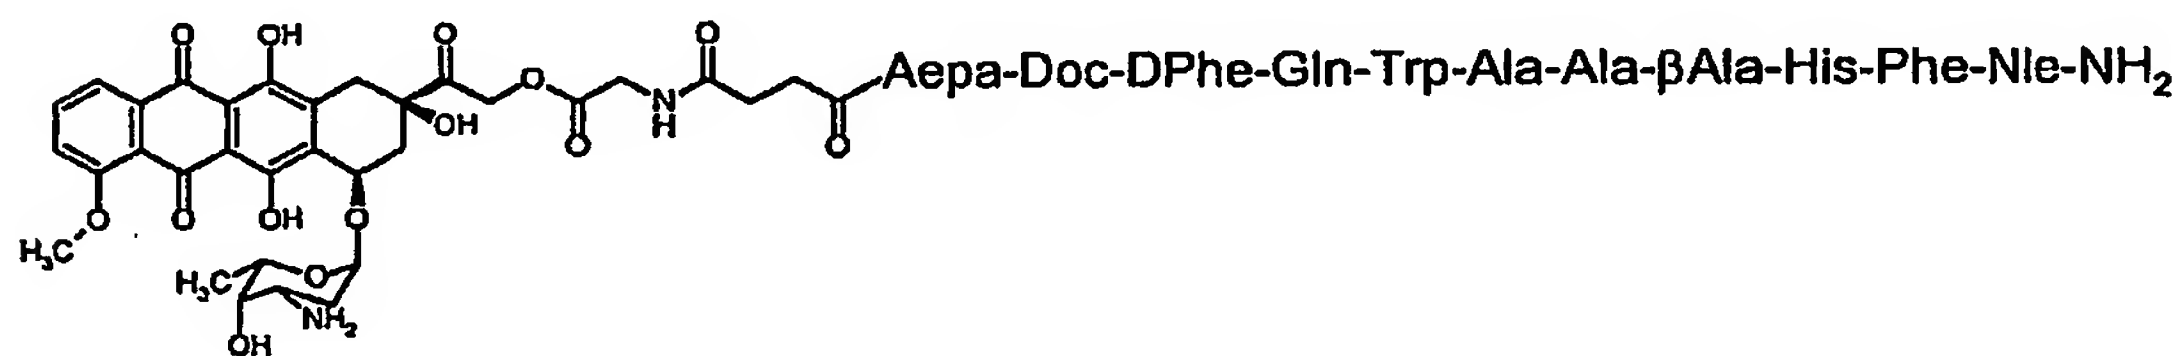 O OH O O Aepa-Doc-DPhe-Gln-Trp-Ala-Ala-βAla-His-Phe-Nle-NH₂
O
N
H
OH
O O
O O OH O
H₃C
H₃C O
NH₂
OH